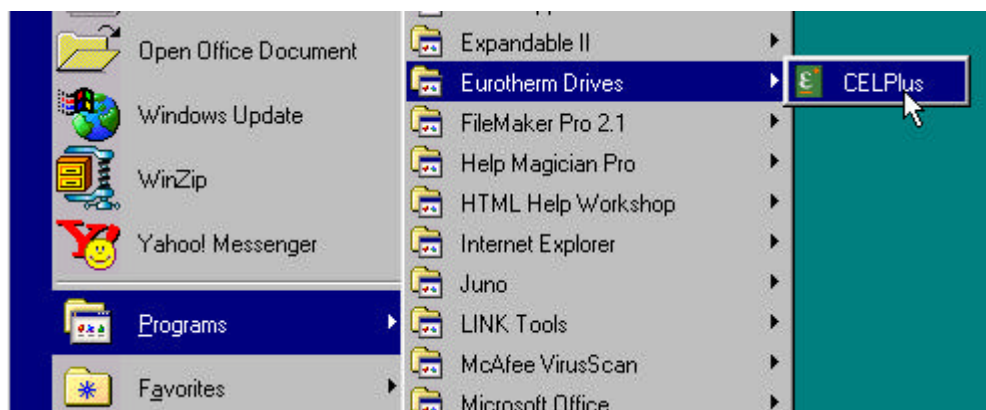 Open Office Document
Windows Update
WinZip
Yahoo! Messenger
Programs
Favorites
Expandable II
Eurotherm Drives
FileMaker Pro 2.1
Help Magician Pro
HTML Help Workshop
Internet Explorer
Juno
LINK Tools
McAfee VirusScan
Microsoft Office
CELPlus